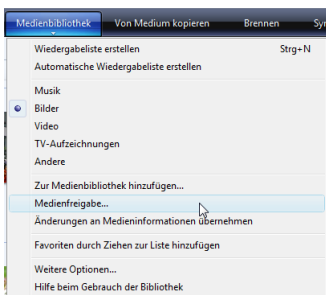 Medienbibliothek Von Medium kopieren Brennen
Wiedergabeliste erstellen Strg+N
Automatische Wiedergabeliste erstellen
Musik
Bilder
Video
TV-Aufzeichnungen
Andere
Zur Medienbibliothek hinzufügen...
Medienfreigabe...
Änderungen an Medieninformationen übernehmen
Favoriten durch Ziehen zur Liste hinzufügen
Weitere Optionen...
Hilfe beim Gebrauch der Bibliothek